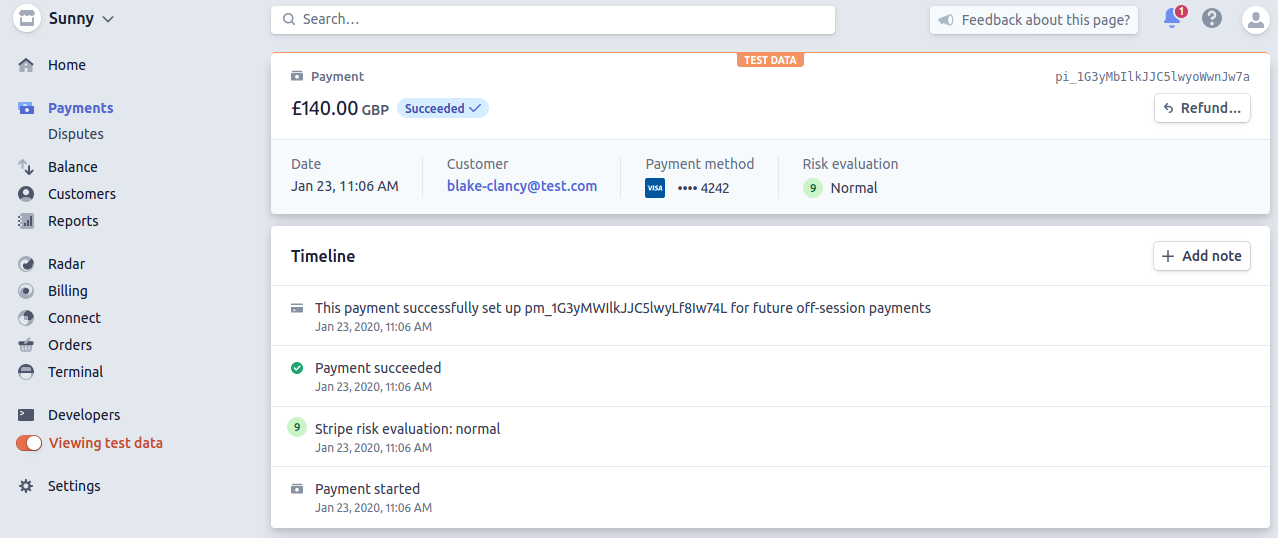 Sunny
Search…
Feedback about this page?
1
Home
Payments
Disputes
Balance
Customers
Reports
Radar
Billing
Connect
Orders
Terminal
Developers
Viewing test data
Settings
TEST DATA
Payment
pi_1G3yMbIlkJJC5lwyoWwnJw7a
£140.00 GBP Succeeded
Refund…
Date Customer Payment method Risk evaluation
Jan 23, 11:06 AM blake-clancy@test.com VISA •••• 4242 9 Normal
Timeline
Add note
This payment successfully set up pm_1G3yMWIlkJJC5lwyLf8Iw74L for future off-session payments
Jan 23, 2020, 11:06 AM
Payment succeeded
Jan 23, 2020, 11:06 AM
9 Stripe risk evaluation: normal
Jan 23, 2020, 11:06 AM
Payment started
Jan 23, 2020, 11:06 AM